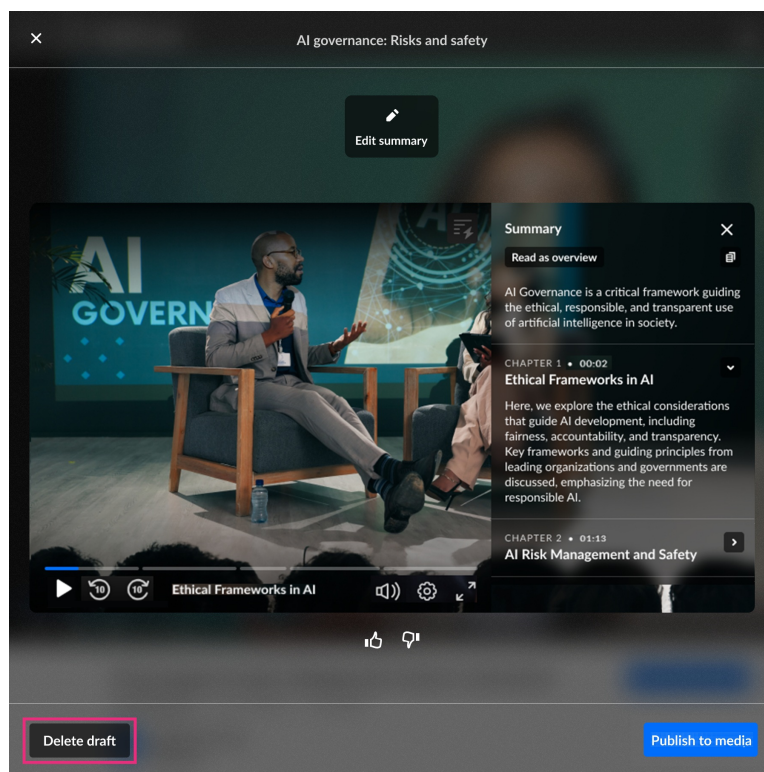 AI governance: Risks and safety
Edit summary
AI
GOVERN
AI
Summary
Read as overview
AI Governance is a critical framework guiding
the ethical, responsible, and transparent use
of artificial intelligence in society.
CHAPTER 1 • 00:02
Ethical Frameworks in AI
Here, we explore the ethical considerations
that guide AI development, including
fairness, accountability, and transparency.
Key frameworks and guiding principles from
leading organizations and governments are
discussed, emphasizing the need for
responsible AI.
CHAPTER 2 • 01:13
AI Risk Management and Safety
10
10
Ethical Frameworks in AI
Delete draft
Publish to media